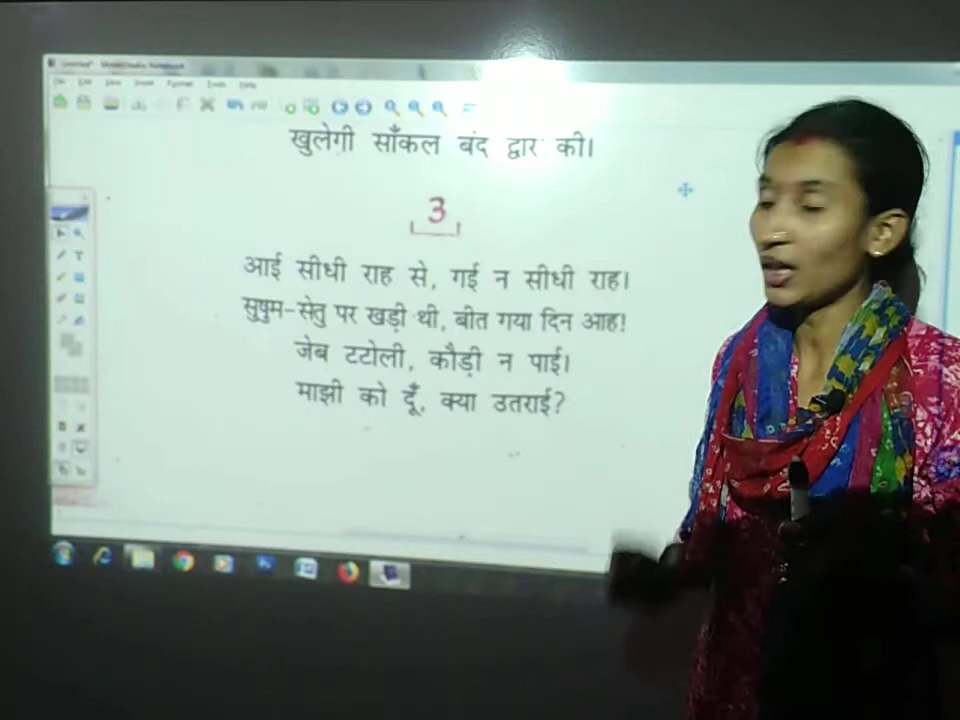 खुलेगी साँकल बंद द्वार की।
3
आई सीधी राह से, गई न सीधी राह।
सुषुम-सेतु पर खड़ी थी, बीत गया दिन आह!
जेब टटोली, कौड़ी न पाई।
माझी को दूँ, क्या उतराई?